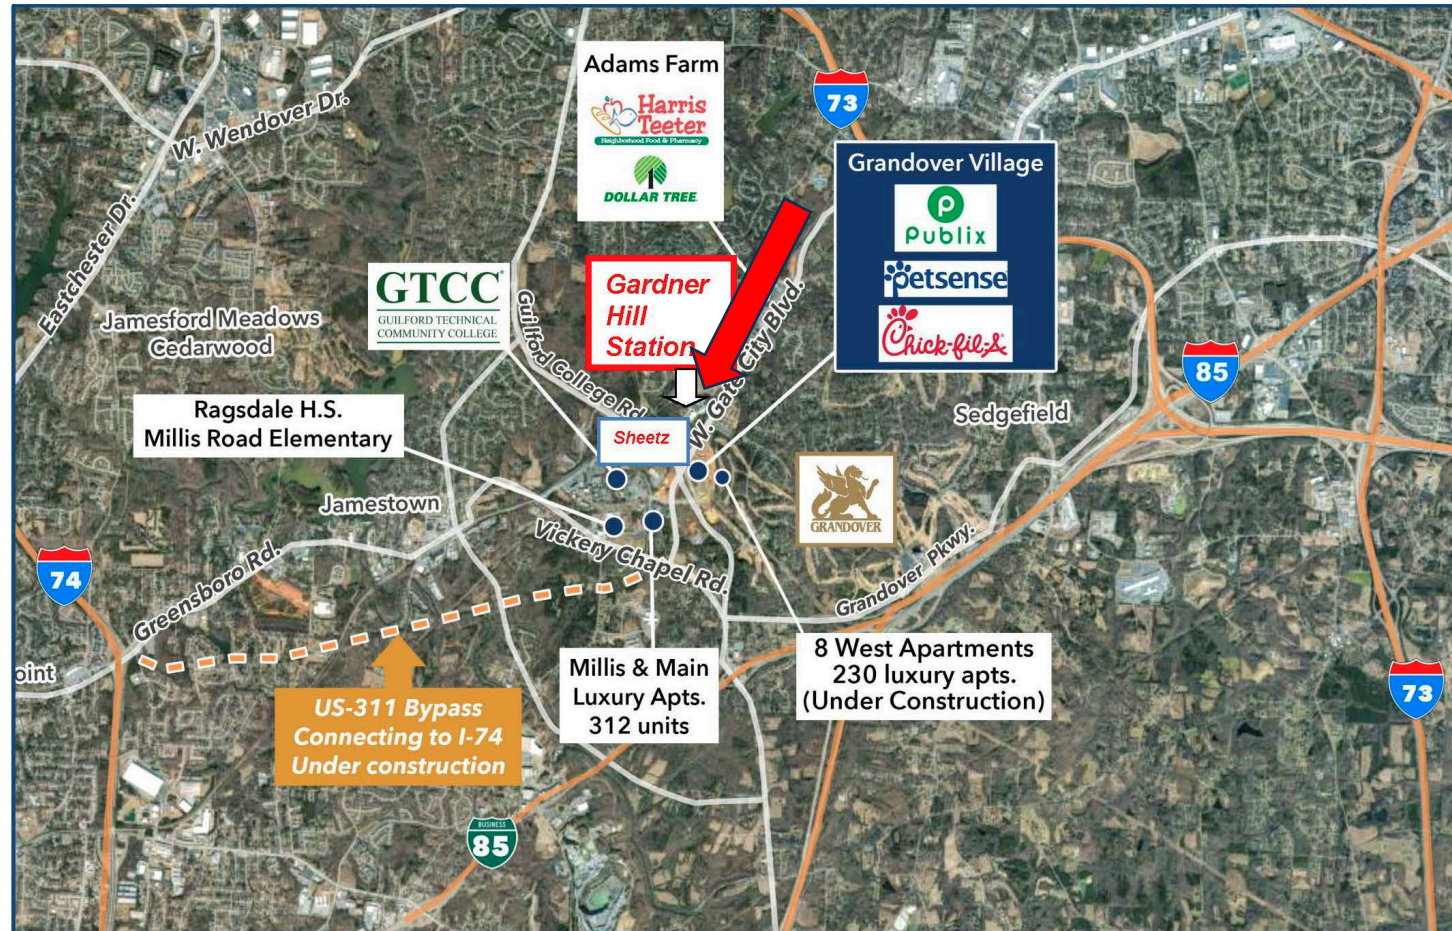 Adams Farm
Harris
Teeter
Neighborhood Food & Pharmacy
DOLLAR TREE
73
Grandover Village
Publix
petsense
Chick-fil-A
W. Wendover Dr.
Eastchester Dr.
GTCC
GUILFORD TECHNICAL
COMMUNITY COLLEGE
Gardner
Hill
Station
Guilford College Rd.
W. Gate City Blvd.
Jamesford Meadows
Cedarwood
85
Sedgefield
Ragsdale H.S.
Millis Road Elementary
Sheetz
Jamestown
GRANDOVER
Vickery Chapel Rd.
74
Greensboro Rd.
Grandover Pkwy.
oint
US-311 Bypass
Connecting to I-74
Under construction
Millis & Main
Luxury Apts.
312 units
8 West Apartments
230 luxury apts.
(Under Construction)
73
BUSINESS
85